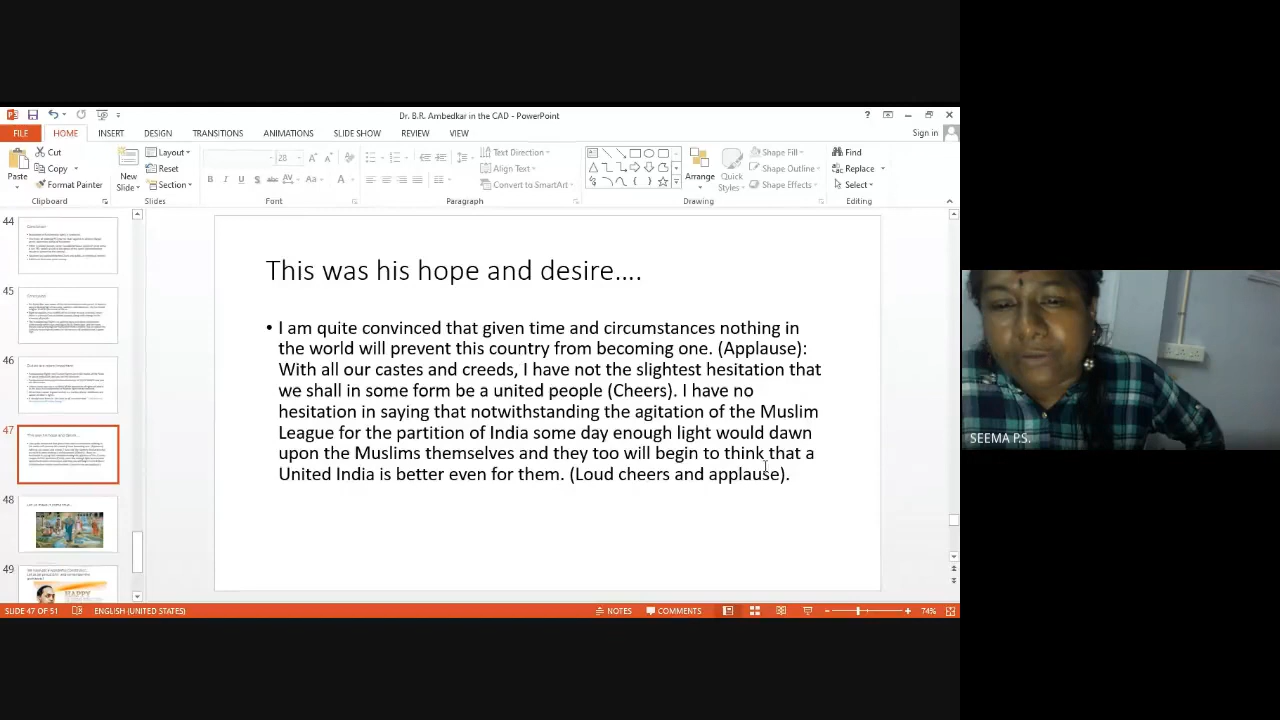 Dr. B.R. Ambedkar in the CAD - PowerPoint
?
Sign in
FILE HOME INSERT DESIGN TRANSITIONS ANIMATIONS SLIDE SHOW REVIEW VIEW
Cut
Copy
Format Painter
Paste
Clipboard
New
Slide
Layout
Reset
Section
Slides
28
B I U S abc AV Aa A
Font
Text Direction
Align Text
Convert to SmartArt
Paragraph
Arrange
Quick
Styles
Shape Fill
Shape Outline
Shape Effects
Drawing
Find
Replace
Select
Editing
44
45
46
47
48
49
This was his hope and desire....
• I am quite convinced that given time and circumstances nothing in
the world will prevent this country from becoming one. (Applause):
With all our castes and creeds, I have not the slightest hesitation that
we shall in some form be a united people (Cheers). I have no
hesitation in saying that notwithstanding the agitation of the Muslim
League for the partition of India some day enough light would dawn
upon the Muslims themselves and they too will begin to think that a
United India is better even for them. (Loud cheers and applause).
SEEMA P.S.
HAPPY
SLIDE 47 OF 51 ENGLISH (UNITED STATES) NOTES COMMENTS 74%